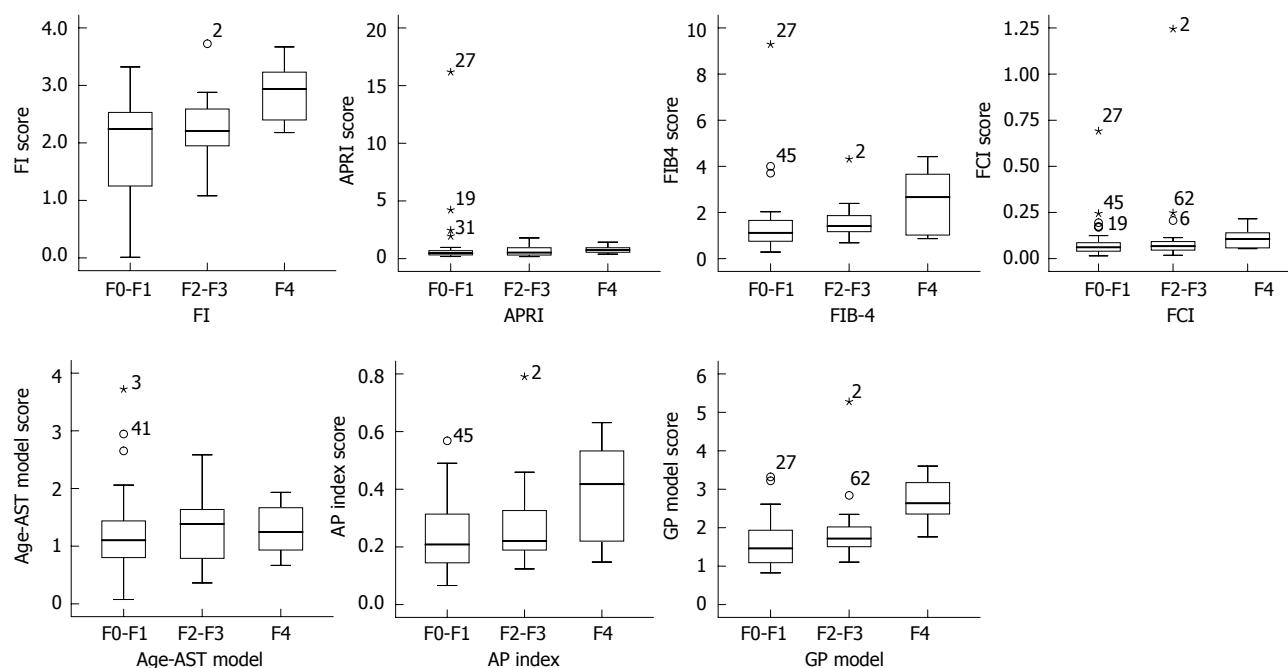 FI score
4.0
3.0
2.0
1.0
0.0
2
F0-F1
F2-F3
F4
FI
APRI score
20
15
10
5
0
27
19
31
F0-F1
F2-F3
F4
APRI
FIB4 score
10
8
6
4
2
0
27
45
2
F0-F1
F2-F3
F4
FIB-4
FCI score
1.25
1.00
0.75
0.50
0.25
0.00
27
45
19
2
62
6
F0-F1
F2-F3
F4
FCI
Age-AST model score
4
3
2
1
0
3
41
F0-F1
F2-F3
F4
Age-AST model
AP index score
0.8
0.6
0.4
0.2
0.0
45
2
F0-F1
F2-F3
F4
AP index
GP model score
6
5
4
3
2
1
0
27
2
62
F0-F1
F2-F3
F4
GP model